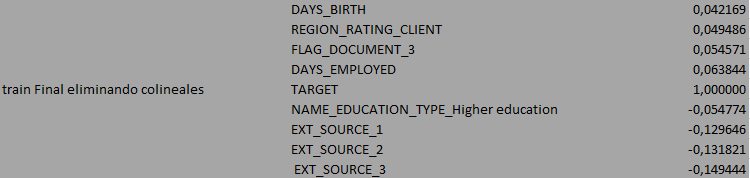 DAYS_BIRTH 0,042169
REGION_RATING_CLIENT 0,049486
FLAG_DOCUMENT_3 0,054571
DAYS_EMPLOYED 0,063844
train Final eliminando colineales TARGET 1,000000
NAME_EDUCATION_TYPE_Higher education -0,054774
EXT_SOURCE_1 -0,129646
EXT_SOURCE_2 -0,131821
EXT_SOURCE_3 -0,149444